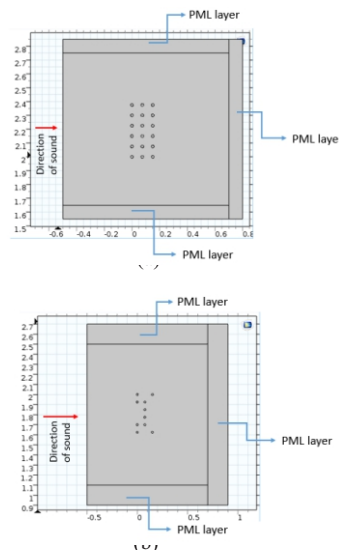 PML layer
2.8
2.7
2.6
2.5
2.4
2.3
2.2
2.1
2
1.9
1.8
1.7
1.6
1.5
Direction
of sound
PML laye
-0.6 -0.4 -0.2 0 0.2 0.4 0.6 0.8
PML layer
PML layer
2.7
2.6
2.5
2.4
2.3
2.2
2.1
2
1.9
1.8
1.7
1.6
1.5
1.4
1.3
1.2
1.1
1
0.9
Direction
of sound
PML layer
-0.5 0 0.5 1
PML layer